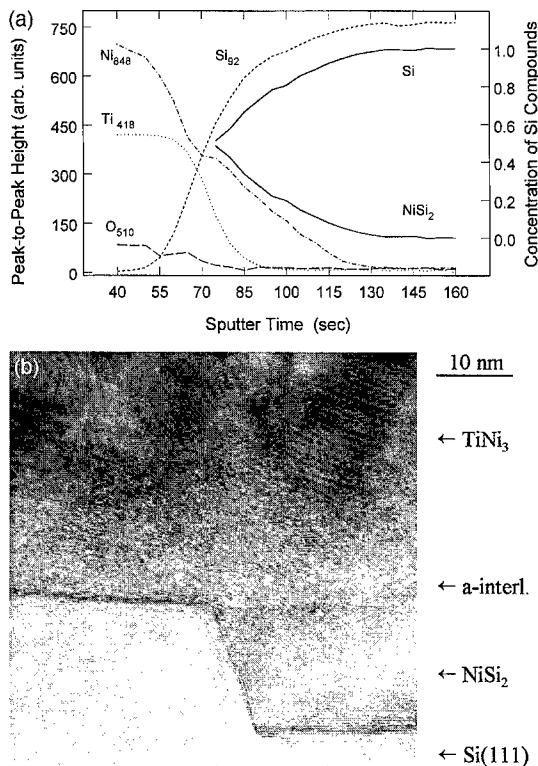 (a)
Peak-to-Peak Height (arb. units)
750
600
450
300
150
0
Ni848
Ti 418
O510
Si92
Si
NiSi2
1.0
0.8
0.6
0.4
0.2
0.0
Concentration of Si Compounds
40 55 70 85 100 115 130 145 160
Sputter Time (sec)
(b)
10 nm
← TiNi3
← a-interl.
← NiSi2
← Si(111)